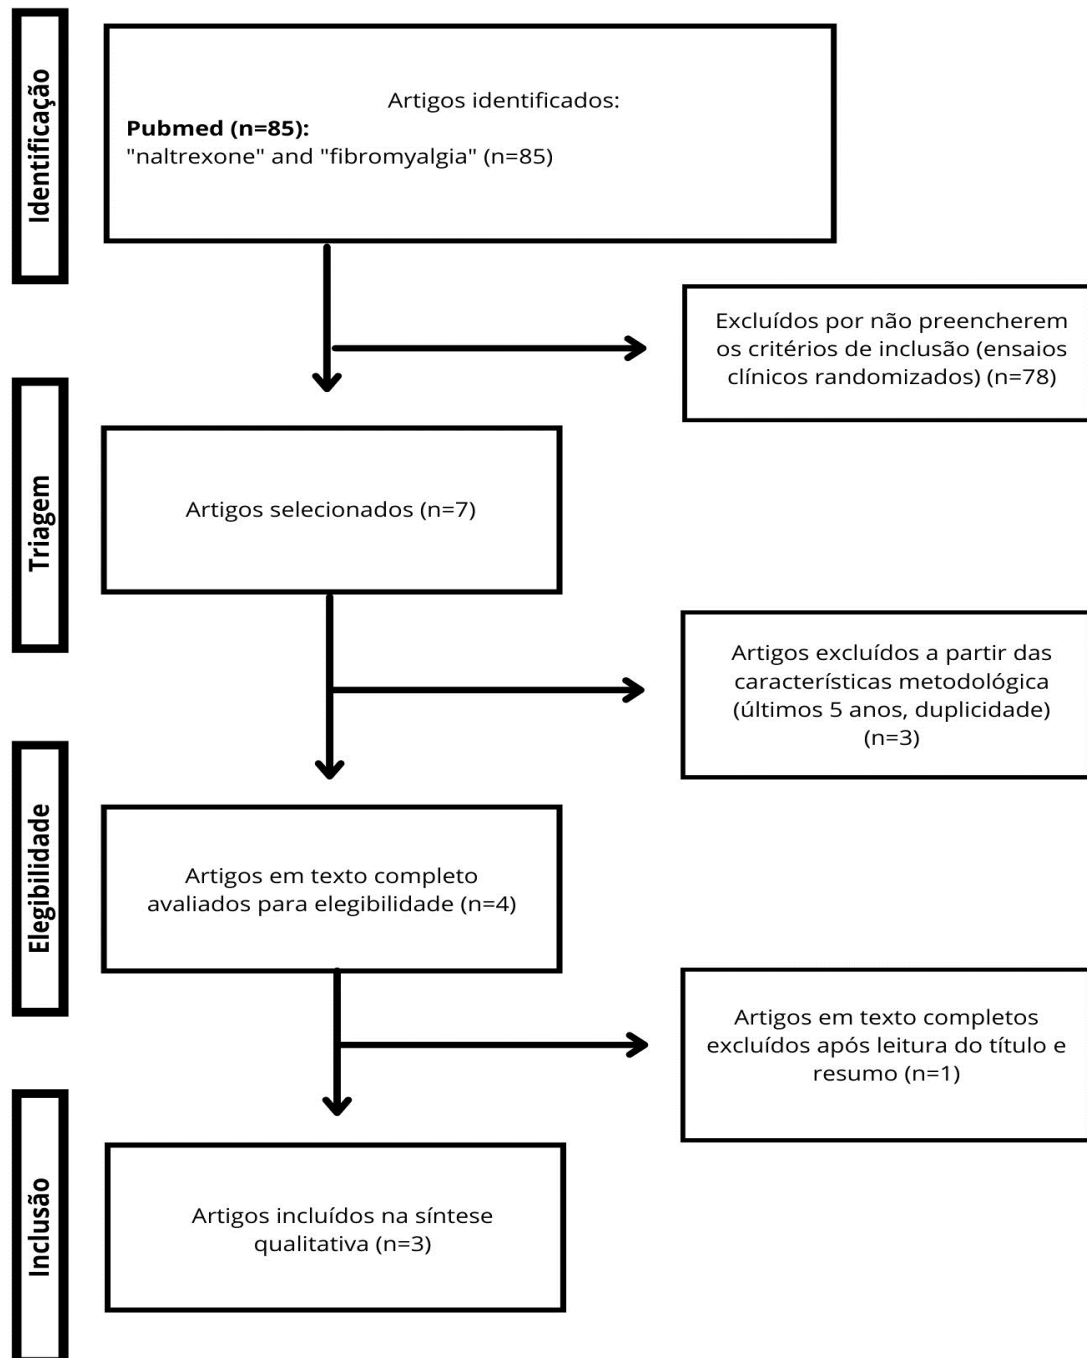 Identificação
Artigos identificados:
Pubmed (n=85):
"naltrexone" and "fibromyalgia" (n=85)
Excluídos por não preencherem
os critérios de inclusão (ensaios
clínicos randomizados) (n=78)
Triagem
Artigos selecionados (n=7)
Artigos excluídos a partir das
características metodológica
(últimos 5 anos, duplicidade)
(n=3)
Elegibilidade
Artigos em texto completo
avaliados para elegibilidade (n=4)
Artigos em texto completos
excluídos após leitura do título e
resumo (n=1)
Inclusão
Artigos incluídos na síntese
qualitativa (n=3)